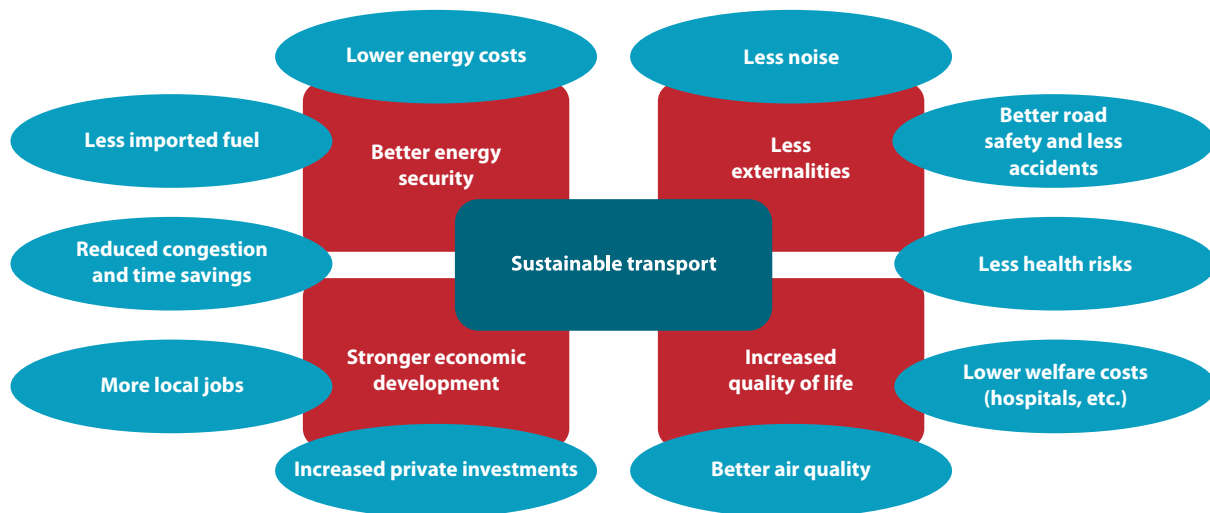 Lower energy costs
Less noise
Less imported fuel
Better energy
security
Less
externalities
Better road
safety and less
accidents
Reduced congestion
and time savings
Sustainable transport
Less health risks
More local jobs
Stronger economic
development
Increased
quality of life
Lower welfare costs
(hospitals, etc.)
Increased private investments
Better air quality